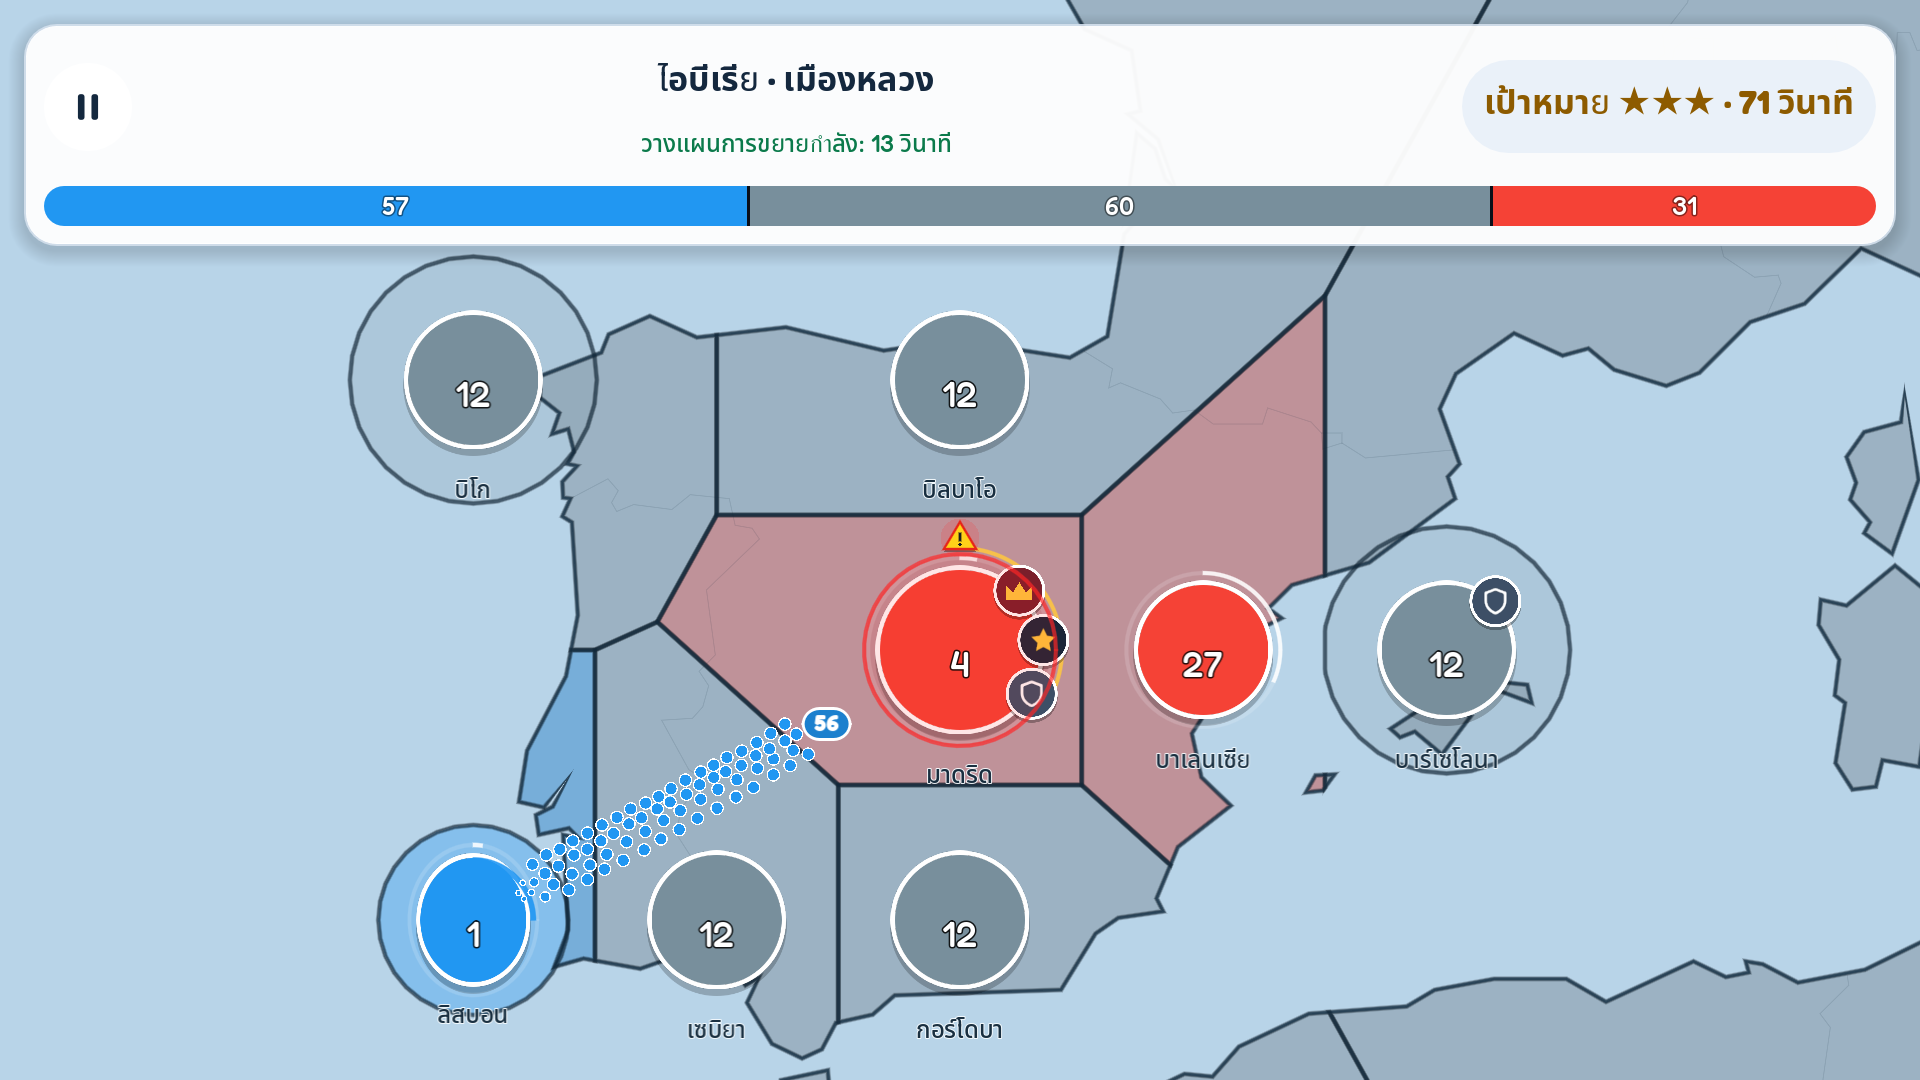 ไอบีเรีย · เมืองหลวง
วางแผนการขยายกำลัง: 13 วินาที
เป้าหมาย ★★★ · 71 วินาที
57
60
31
12
บิโก
12
บิลบาโอ
4
มาดริด
27
บาเลนเซีย
12
บาร์เซโลนา
56
1
ลิสบอน
12
เซบิยา
12
กอร์โดบา